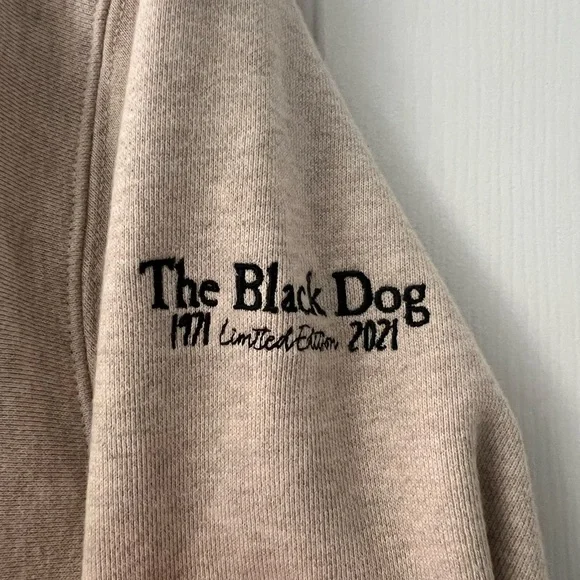 The Black Dog
1971 Limited Edition 2021